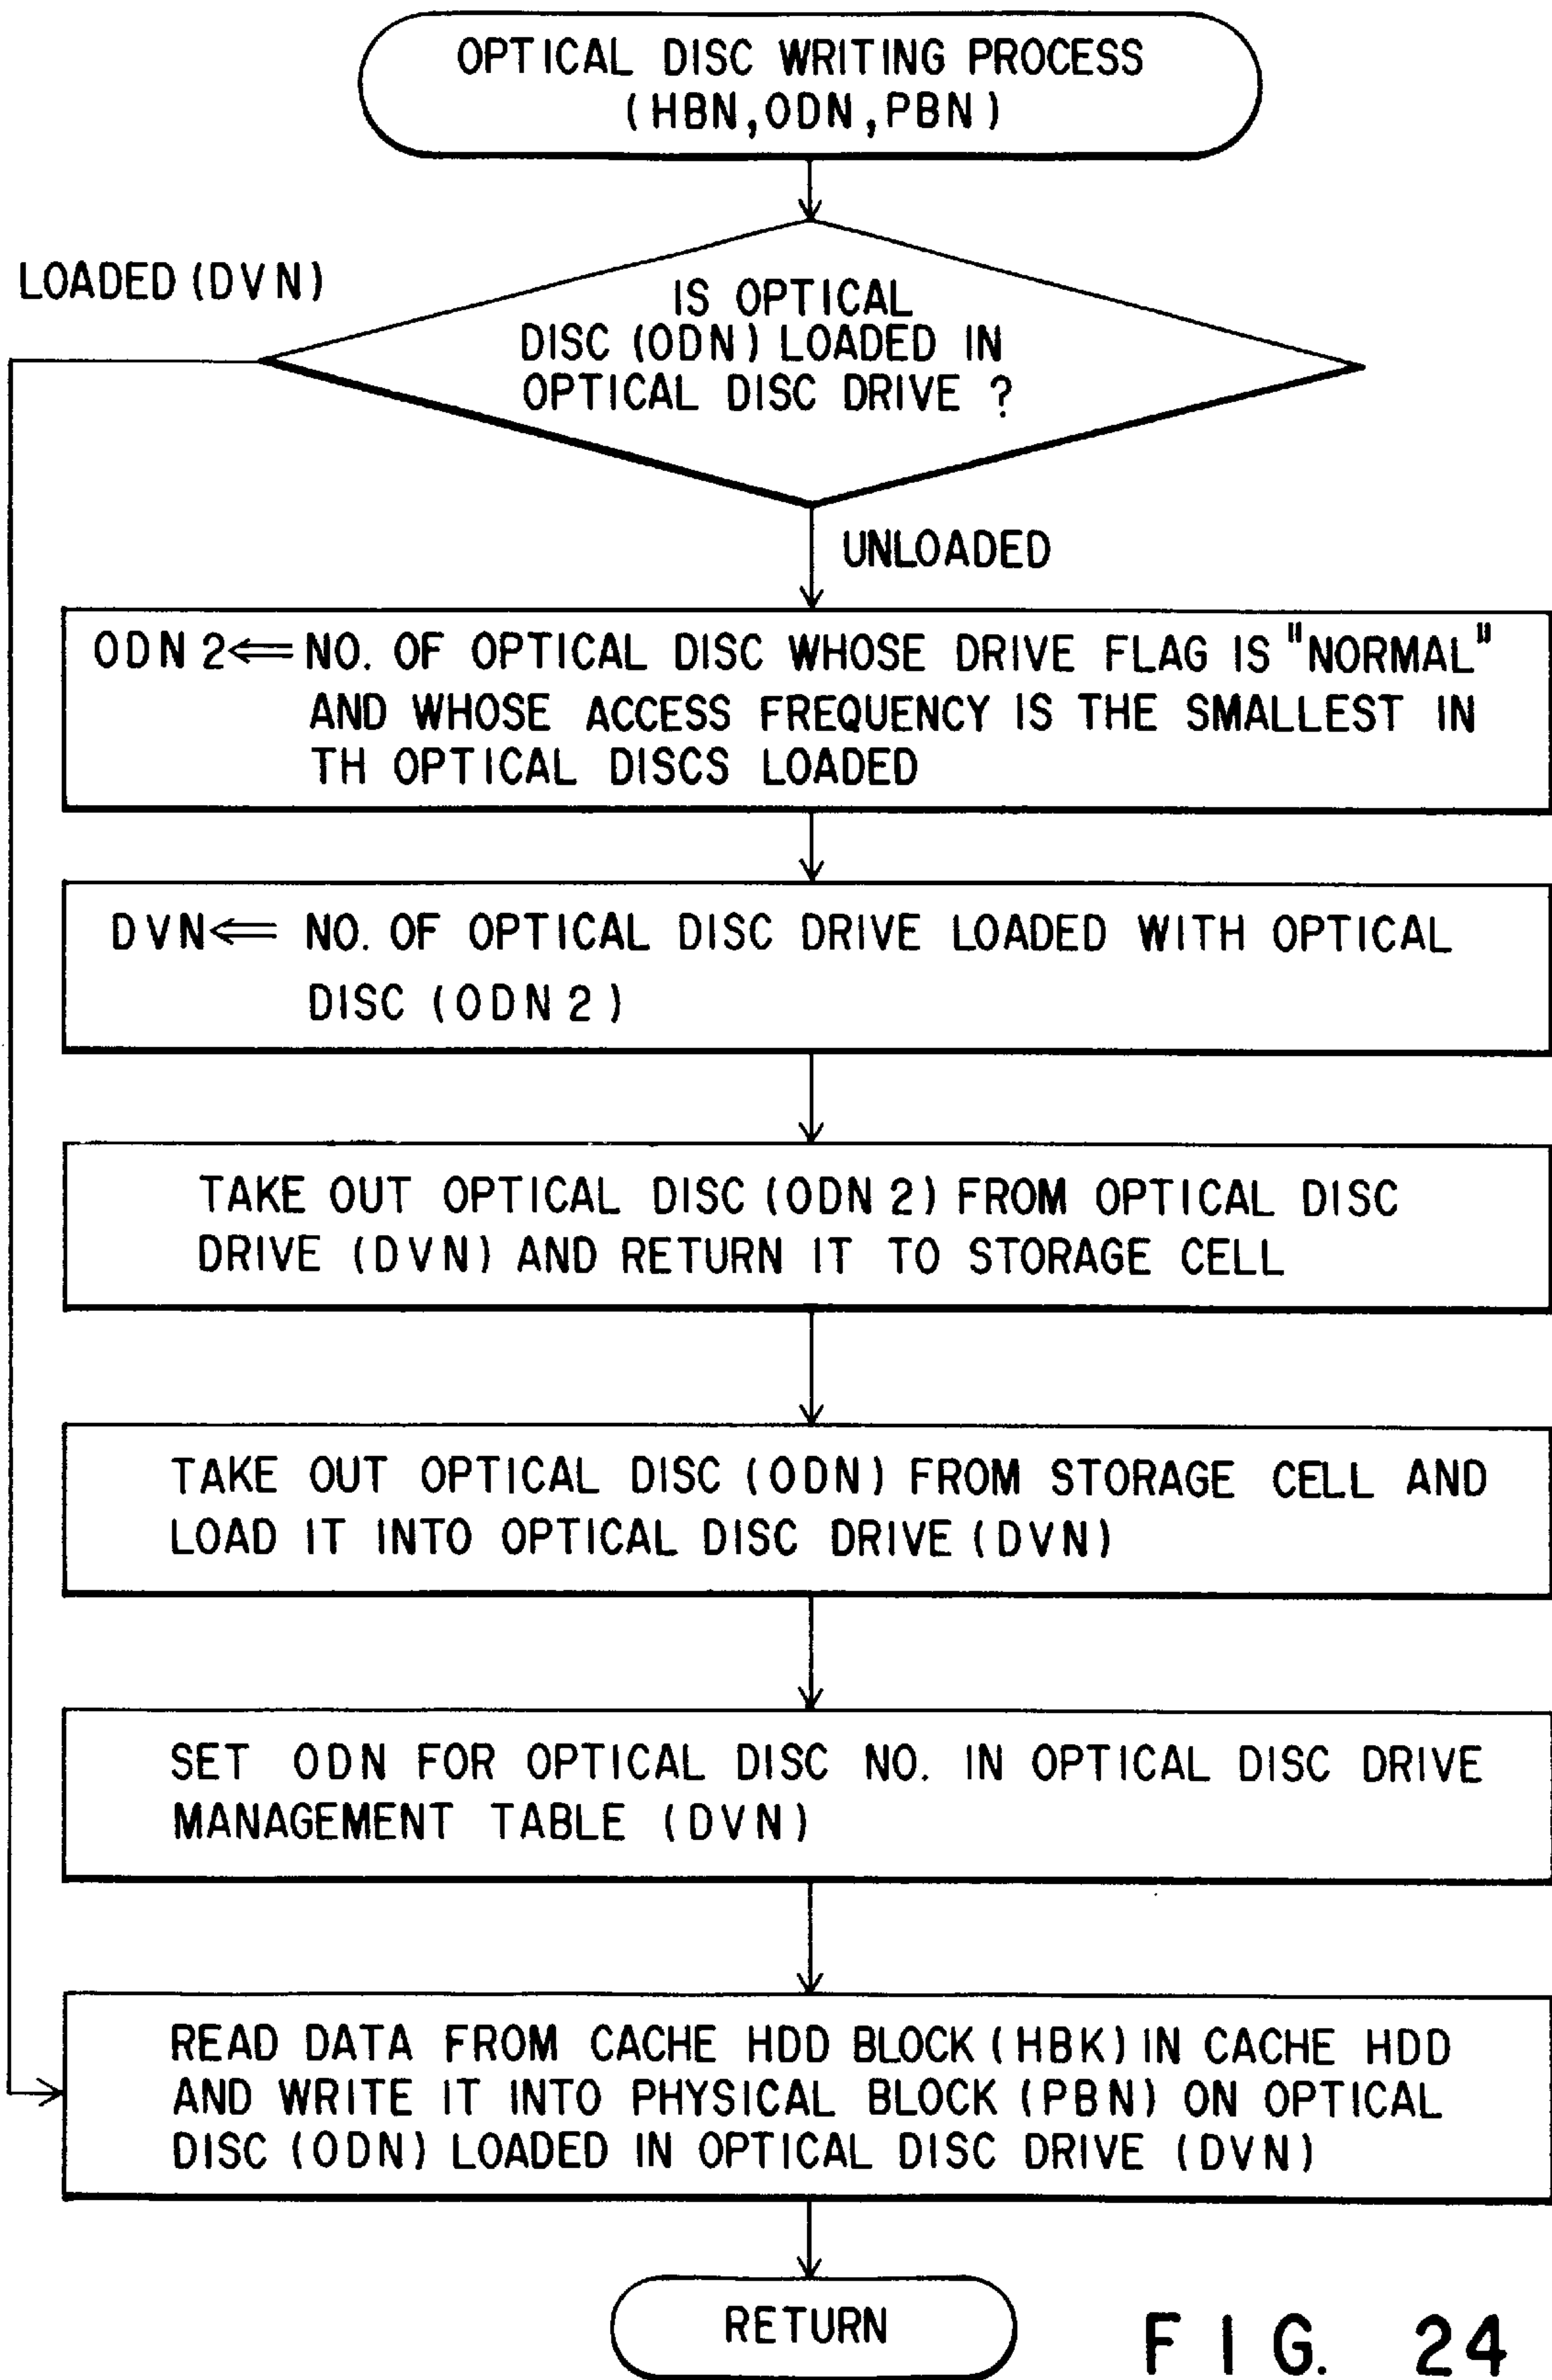 OPTICAL DISC WRITING PROCESS
(HBN,ODN,PBN)
LOADED (DVN)
IS OPTICAL
DISC (ODN) LOADED IN
OPTICAL DISC DRIVE ?
UNLOADED
ODN2⇐ NO. OF OPTICAL DISC WHOSE DRIVE FLAG IS "NORMAL"
AND WHOSE ACCESS FREQUENCY IS THE SMALLEST IN
TH OPTICAL DISCS LOADED
DVN⇐ NO. OF OPTICAL DISC DRIVE LOADED WITH OPTICAL
DISC (ODN2)
TAKE OUT OPTICAL DISC (ODN2) FROM OPTICAL DISC
DRIVE (DVN) AND RETURN IT TO STORAGE CELL
TAKE OUT OPTICAL DISC (ODN) FROM STORAGE CELL AND
LOAD IT INTO OPTICAL DISC DRIVE (DVN)
SET ODN FOR OPTICAL DISC NO. IN OPTICAL DISC DRIVE
MANAGEMENT TABLE (DVN)
READ DATA FROM CACHE HDD BLOCK (HBK) IN CACHE HDD
AND WRITE IT INTO PHYSICAL BLOCK (PBN) ON OPTICAL
DISC (ODN) LOADED IN OPTICAL DISC DRIVE (DVN)
RETURN
FIG. 24